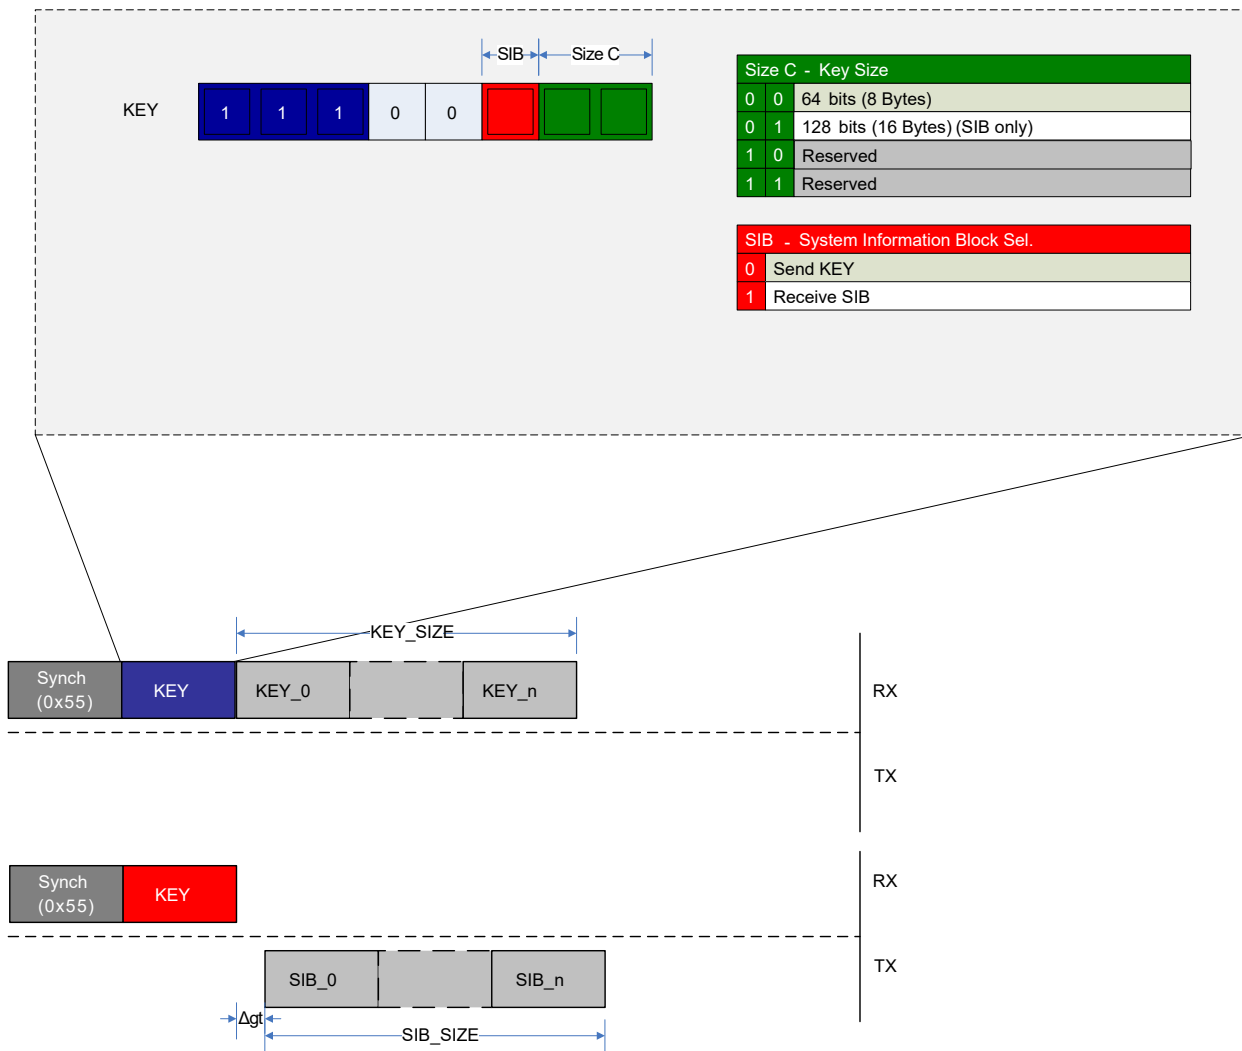 SIB Size C
KEY 1 1 1 0 0
Size C - Key Size
0 0 64 bits (8 Bytes)
0 1 128 bits (16 Bytes) (SIB only)
1 0 Reserved
1 1 Reserved
SIB - System Information Block Sel.
0 Send KEY
1 Receive SIB
KEY_SIZE
Synch
(0x55)
KEY
KEY_0
KEY_n
RX
TX
Synch
(0x55)
KEY
RX
SIB_0
SIB_n
TX
Δgt
SIB_SIZE